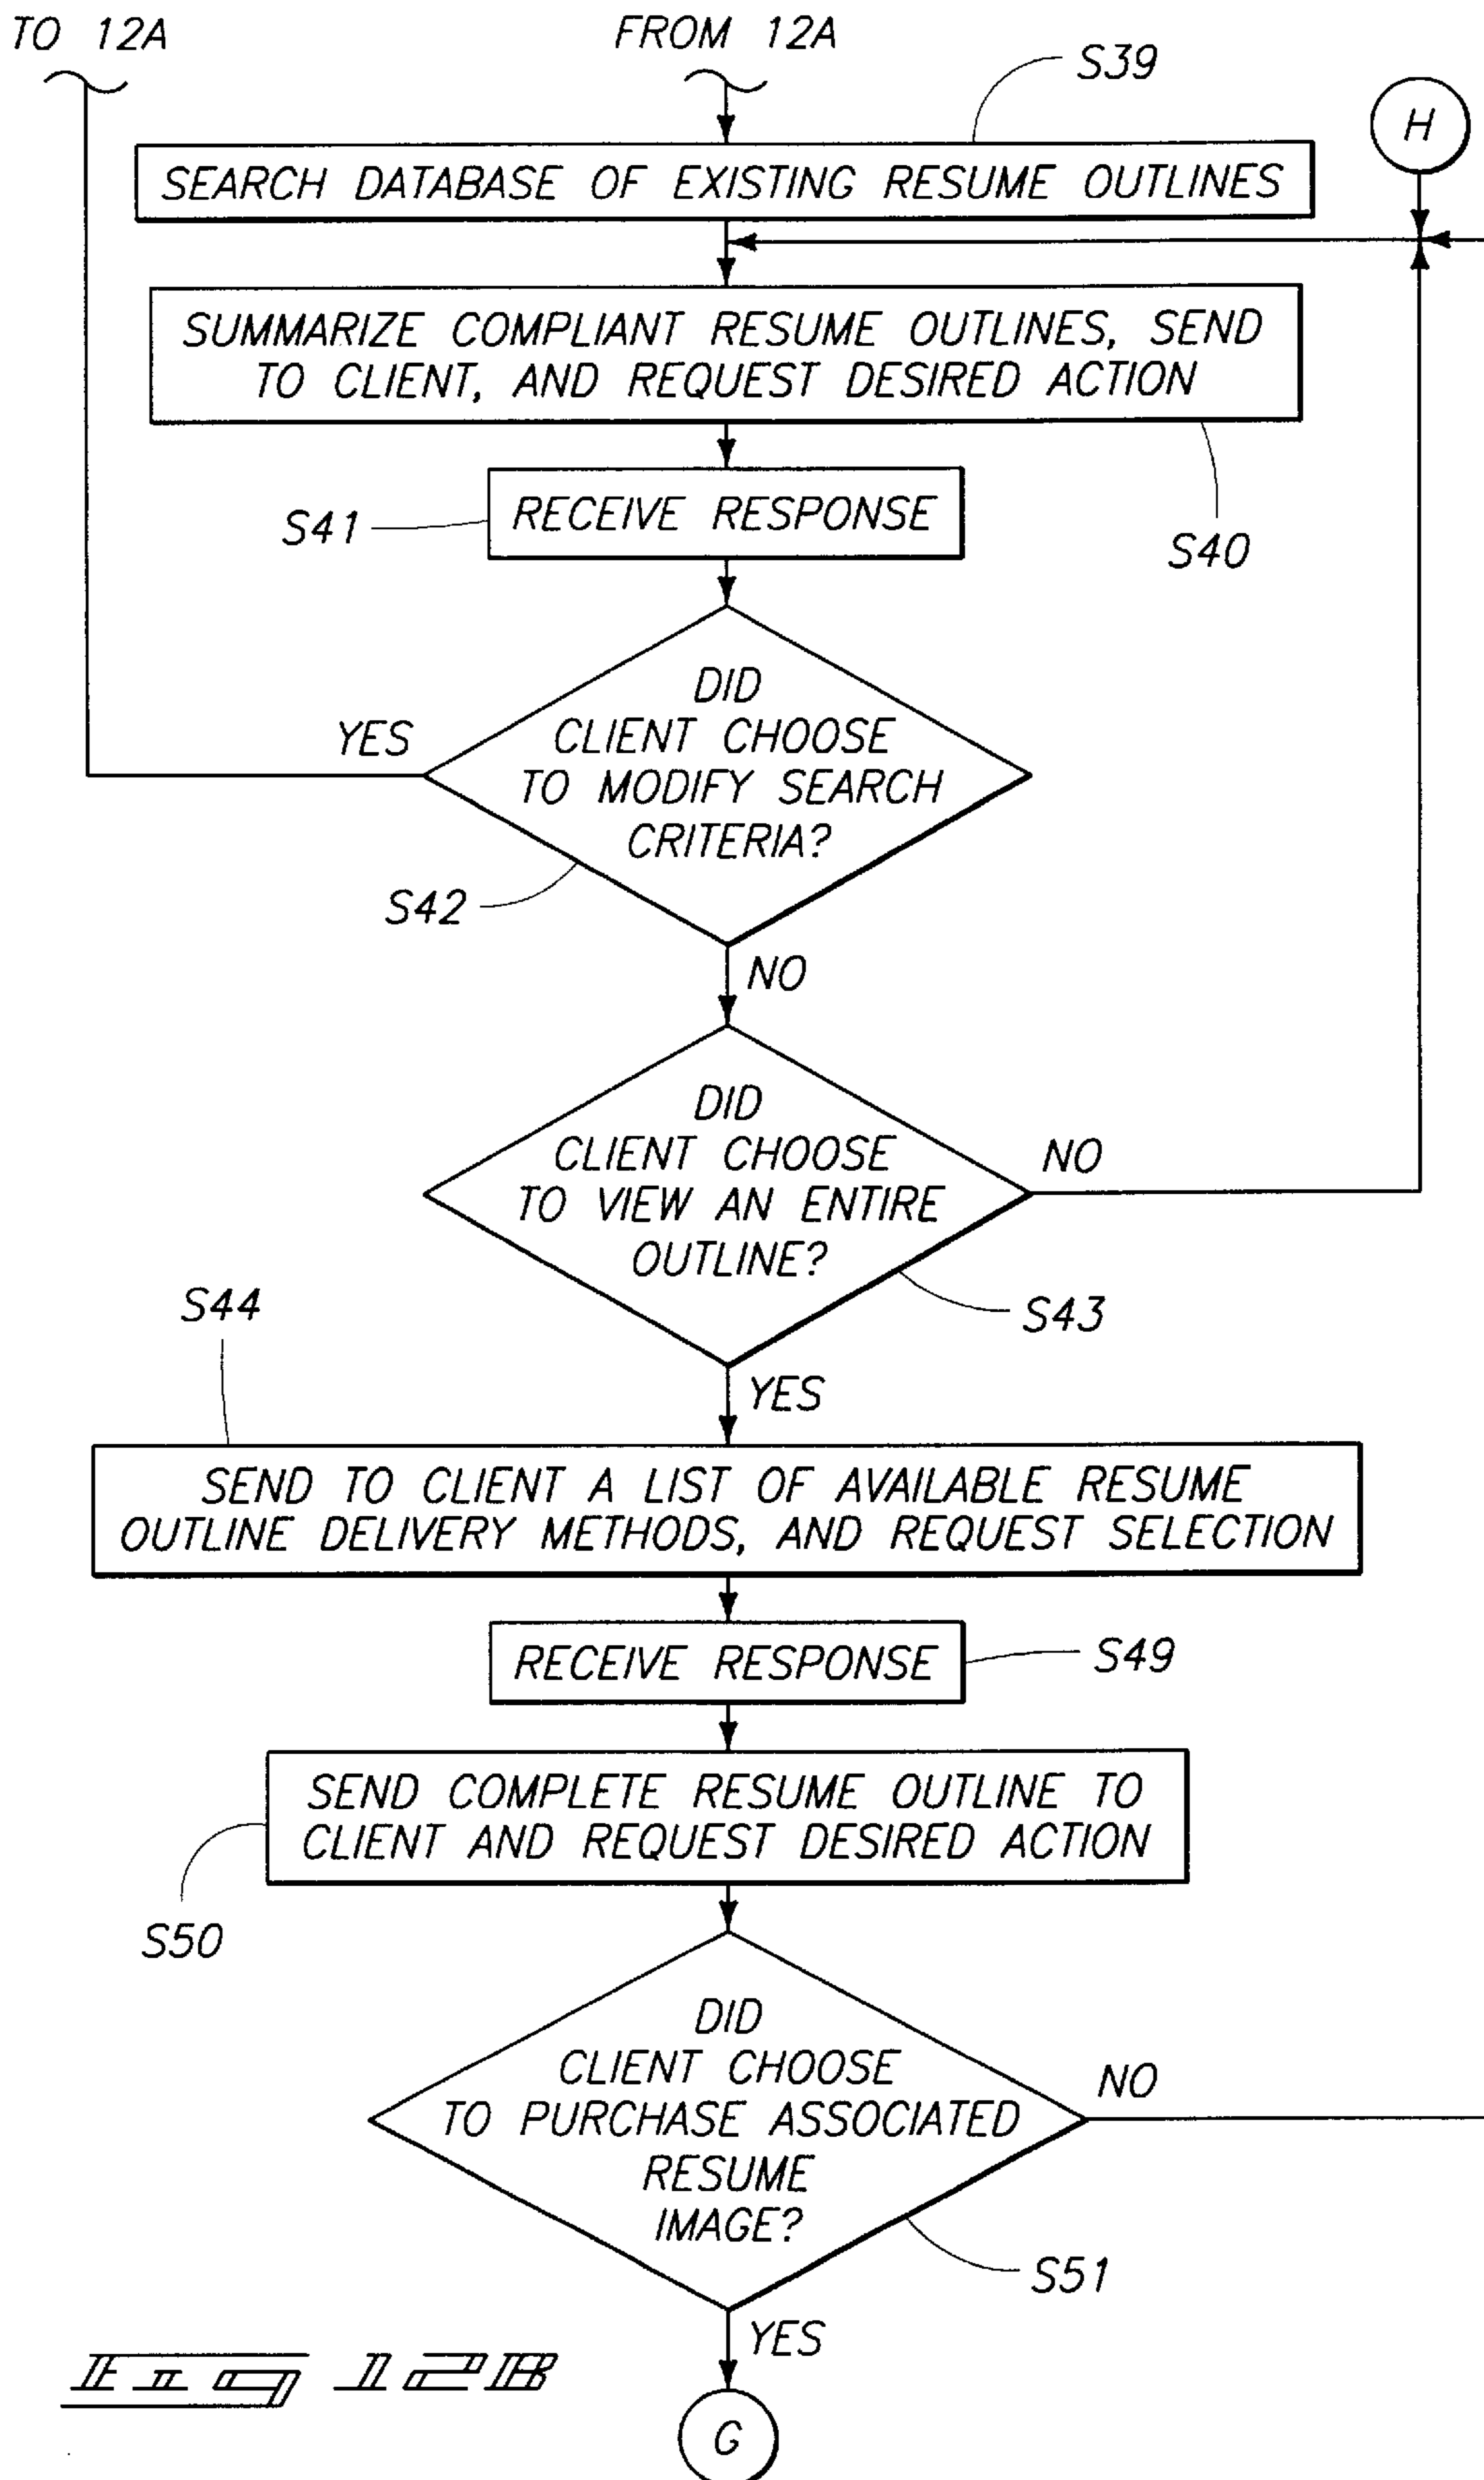 TO 12A
FROM 12A
S39
H
SEARCH DATABASE OF EXISTING RESUME OUTLINES
SUMMARIZE COMPLIANT RESUME OUTLINES, SEND
TO CLIENT, AND REQUEST DESIRED ACTION
S40
S41
RECEIVE RESPONSE
DID
CLIENT CHOOSE
TO MODIFY SEARCH
CRITERIA?
YES
S42
NO
DID
CLIENT CHOOSE
TO VIEW AN ENTIRE
OUTLINE?
NO
S43
S44
YES
SEND TO CLIENT A LIST OF AVAILABLE RESUME
OUTLINE DELIVERY METHODS, AND REQUEST SELECTION
RECEIVE RESPONSE
S49
SEND COMPLETE RESUME OUTLINE TO
CLIENT AND REQUEST DESIRED ACTION
S50
DID
CLIENT CHOOSE
TO PURCHASE ASSOCIATED
RESUME
IMAGE?
NO
S51
YES
G
Fig 12B